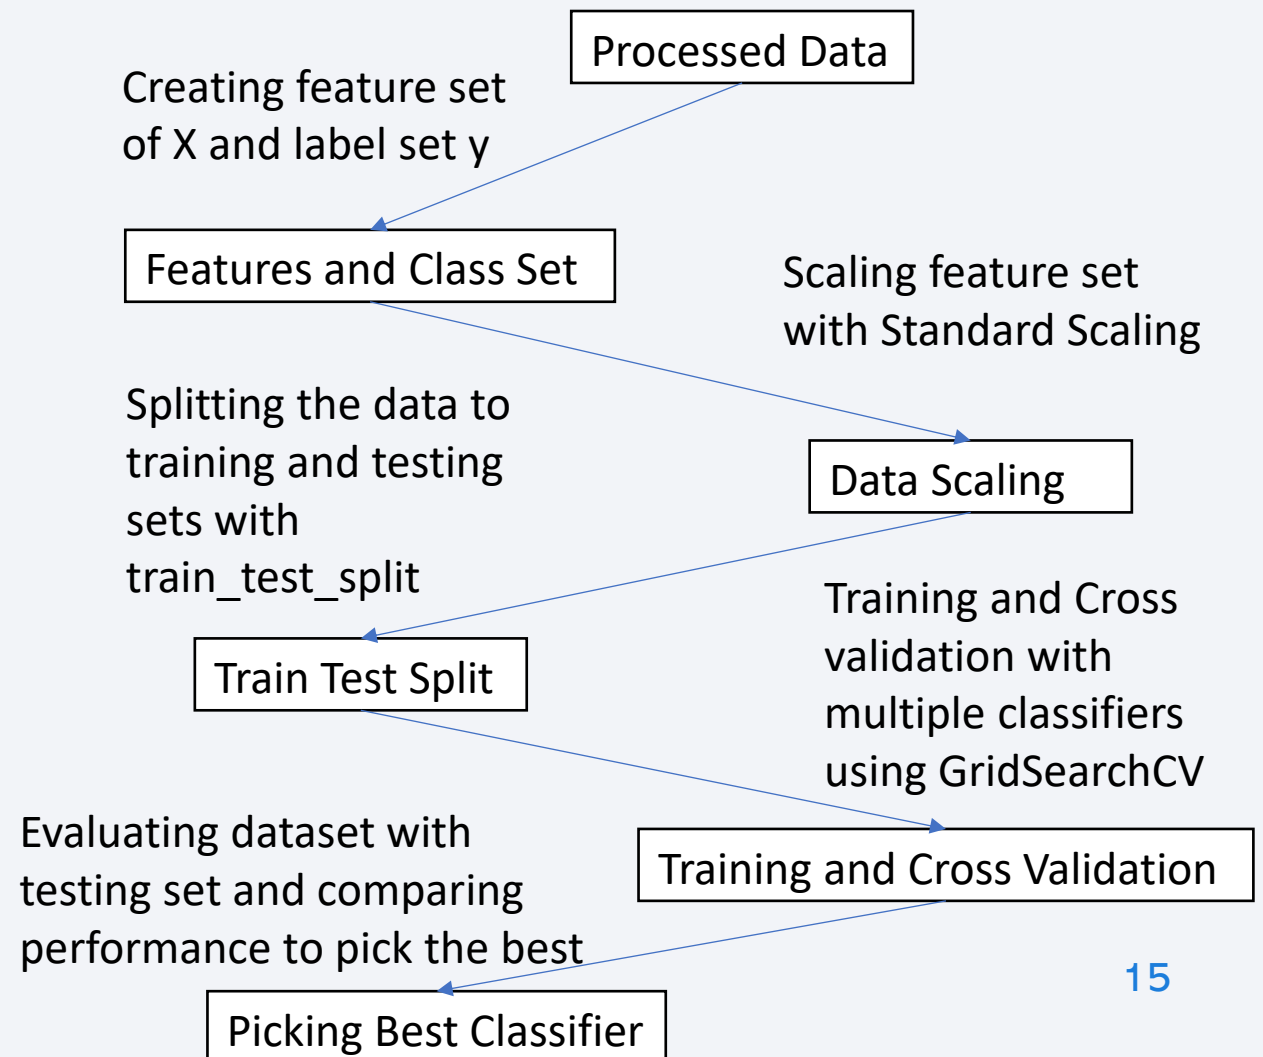 Processed Data
Creating feature set
of X and label set y
Features and Class Set
Scaling feature set
with Standard Scaling
Splitting the data to
training and testing
sets with
train_test_split
Data Scaling
Train Test Split
Training and Cross
validation with
multiple classifiers
using GridSearchCV
Evaluating dataset with
testing set and comparing
performance to pick the best
Training and Cross Validation
Picking Best Classifier
15